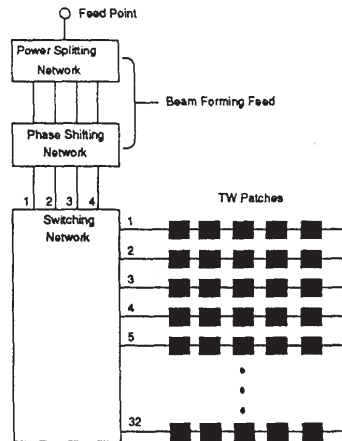 Feed Point
Power Splitting
Network
Beam Forming Feed
Phase Shifting
Network
1 2 3 4
Switching
Network
TW Patches
1
2
3
4
5
32